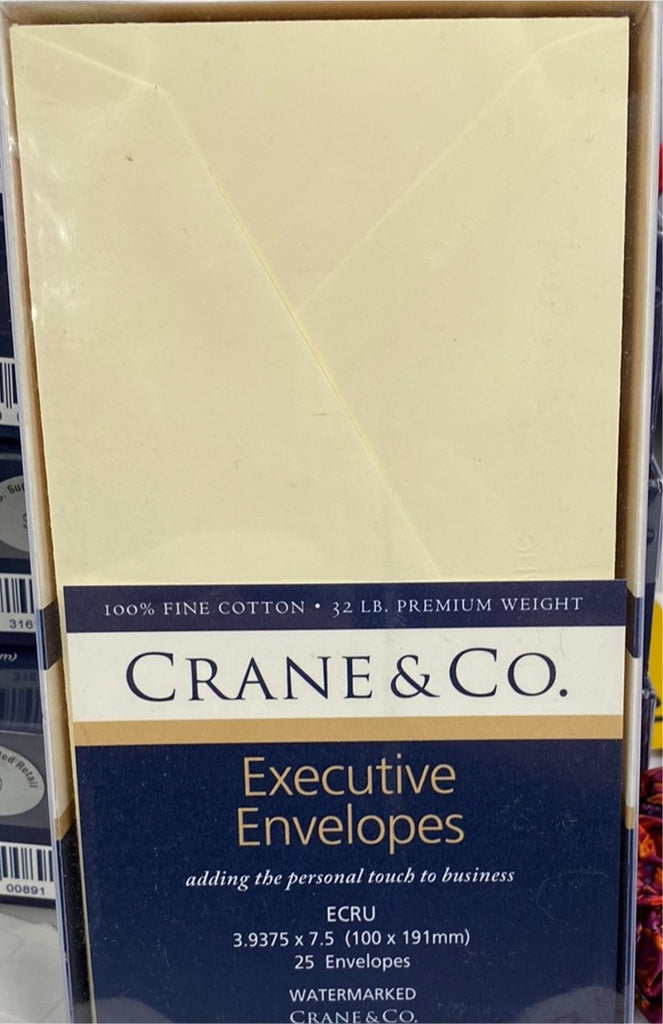 100% FINE COTTON • 32 LB. PREMIUM WEIGHT
CRANE & CO.
Executive
Envelopes
adding the personal touch to business
ECRU
3.9375 x 7.5 (100 x 191mm)
25 Envelopes
WATERMARKED
CRANE & CO.
316
00891